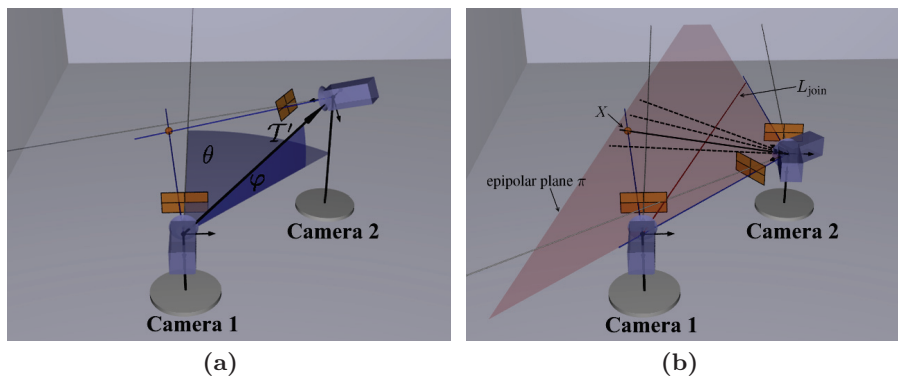 θ
T'
φ
Camera 2
Camera 1
(a)
L_join
X
epipolar plane π
Camera 2
Camera 1
(b)